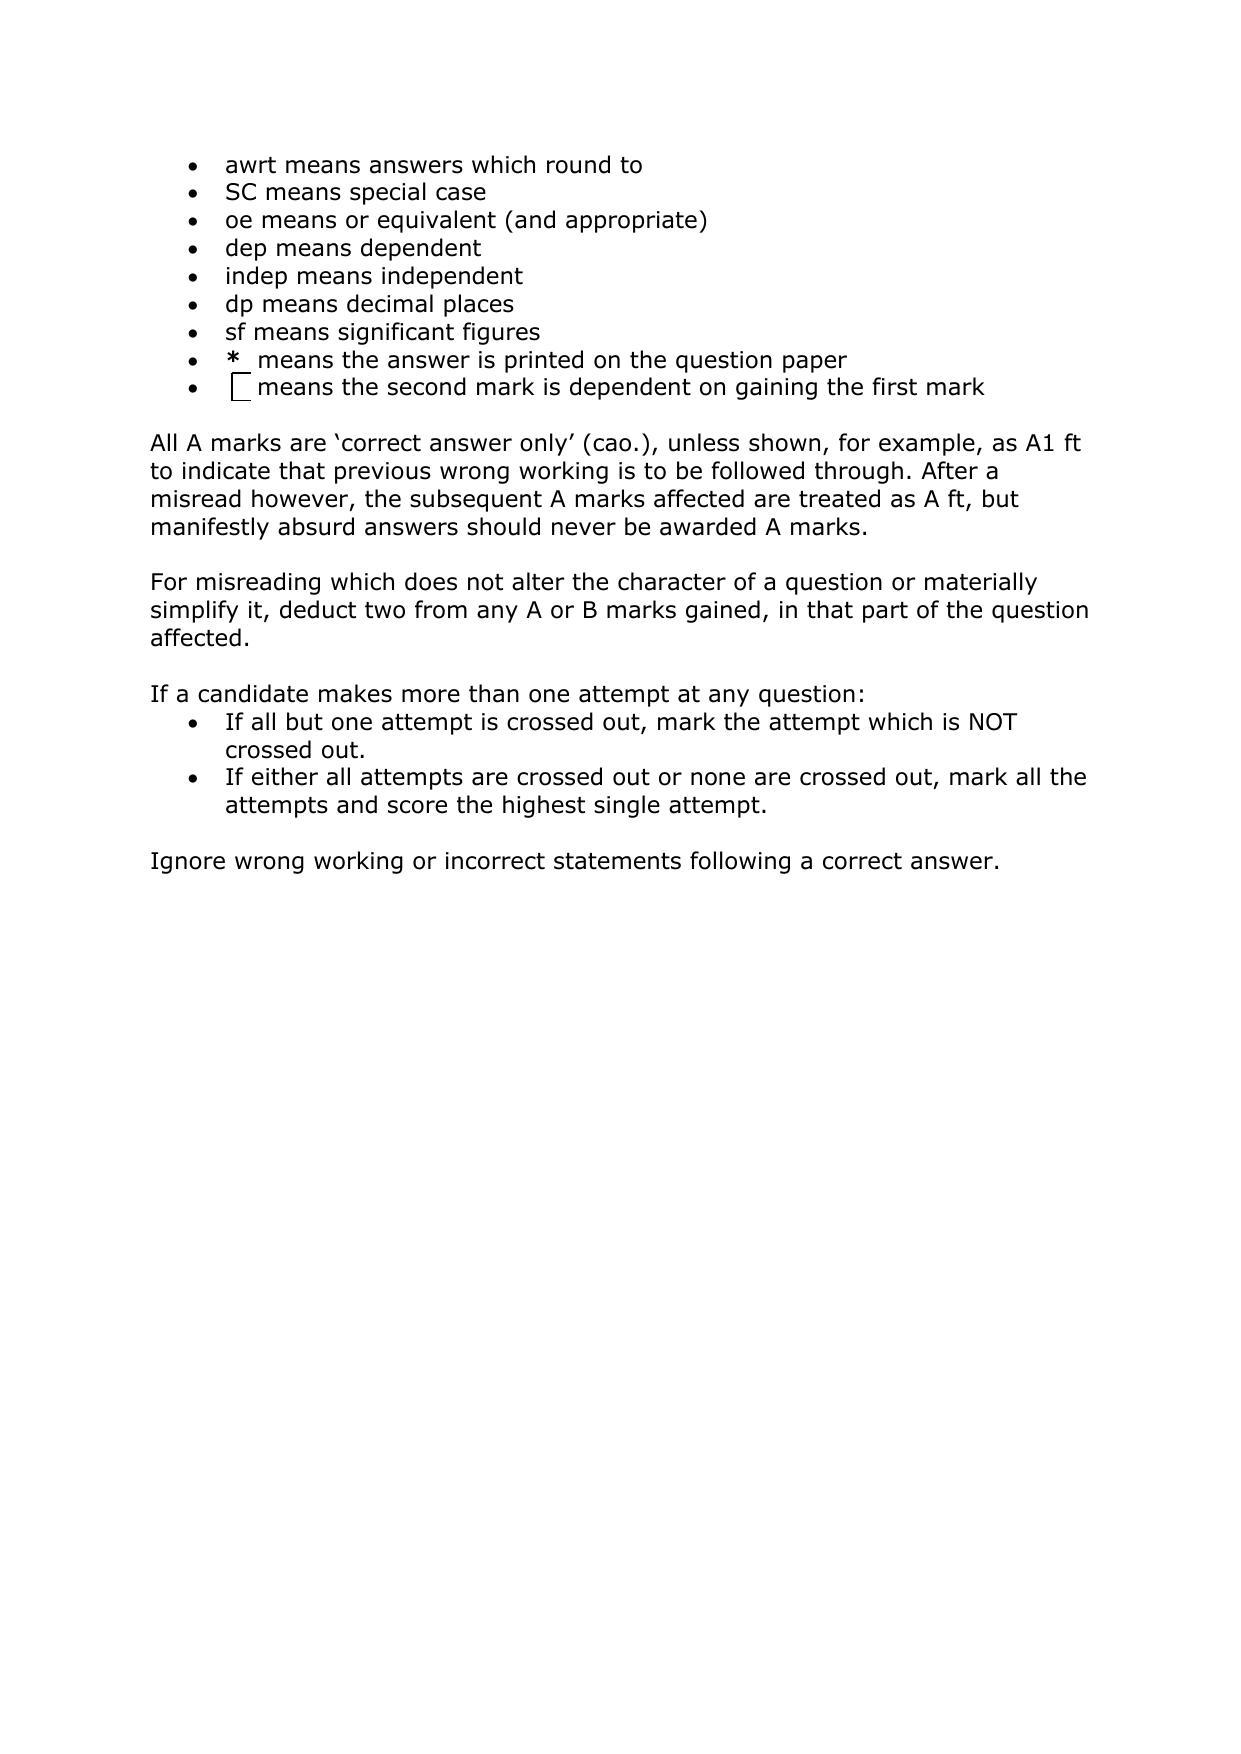 • awrt means answers which round to
• SC means special case
• oe means or equivalent (and appropriate)
• dep means dependent
• indep means independent
• dp means decimal places
• sf means significant figures
• * means the answer is printed on the question paper
• means the second mark is dependent on gaining the first mark
All A marks are ‘correct answer only’ (cao.), unless shown, for example, as A1 ft
to indicate that previous wrong working is to be followed through. After a
misread however, the subsequent A marks affected are treated as A ft, but
manifestly absurd answers should never be awarded A marks.
For misreading which does not alter the character of a question or materially
simplify it, deduct two from any A or B marks gained, in that part of the question
affected.
If a candidate makes more than one attempt at any question:
• If all but one attempt is crossed out, mark the attempt which is NOT
crossed out.
• If either all attempts are crossed out or none are crossed out, mark all the
attempts and score the highest single attempt.
Ignore wrong working or incorrect statements following a correct answer.